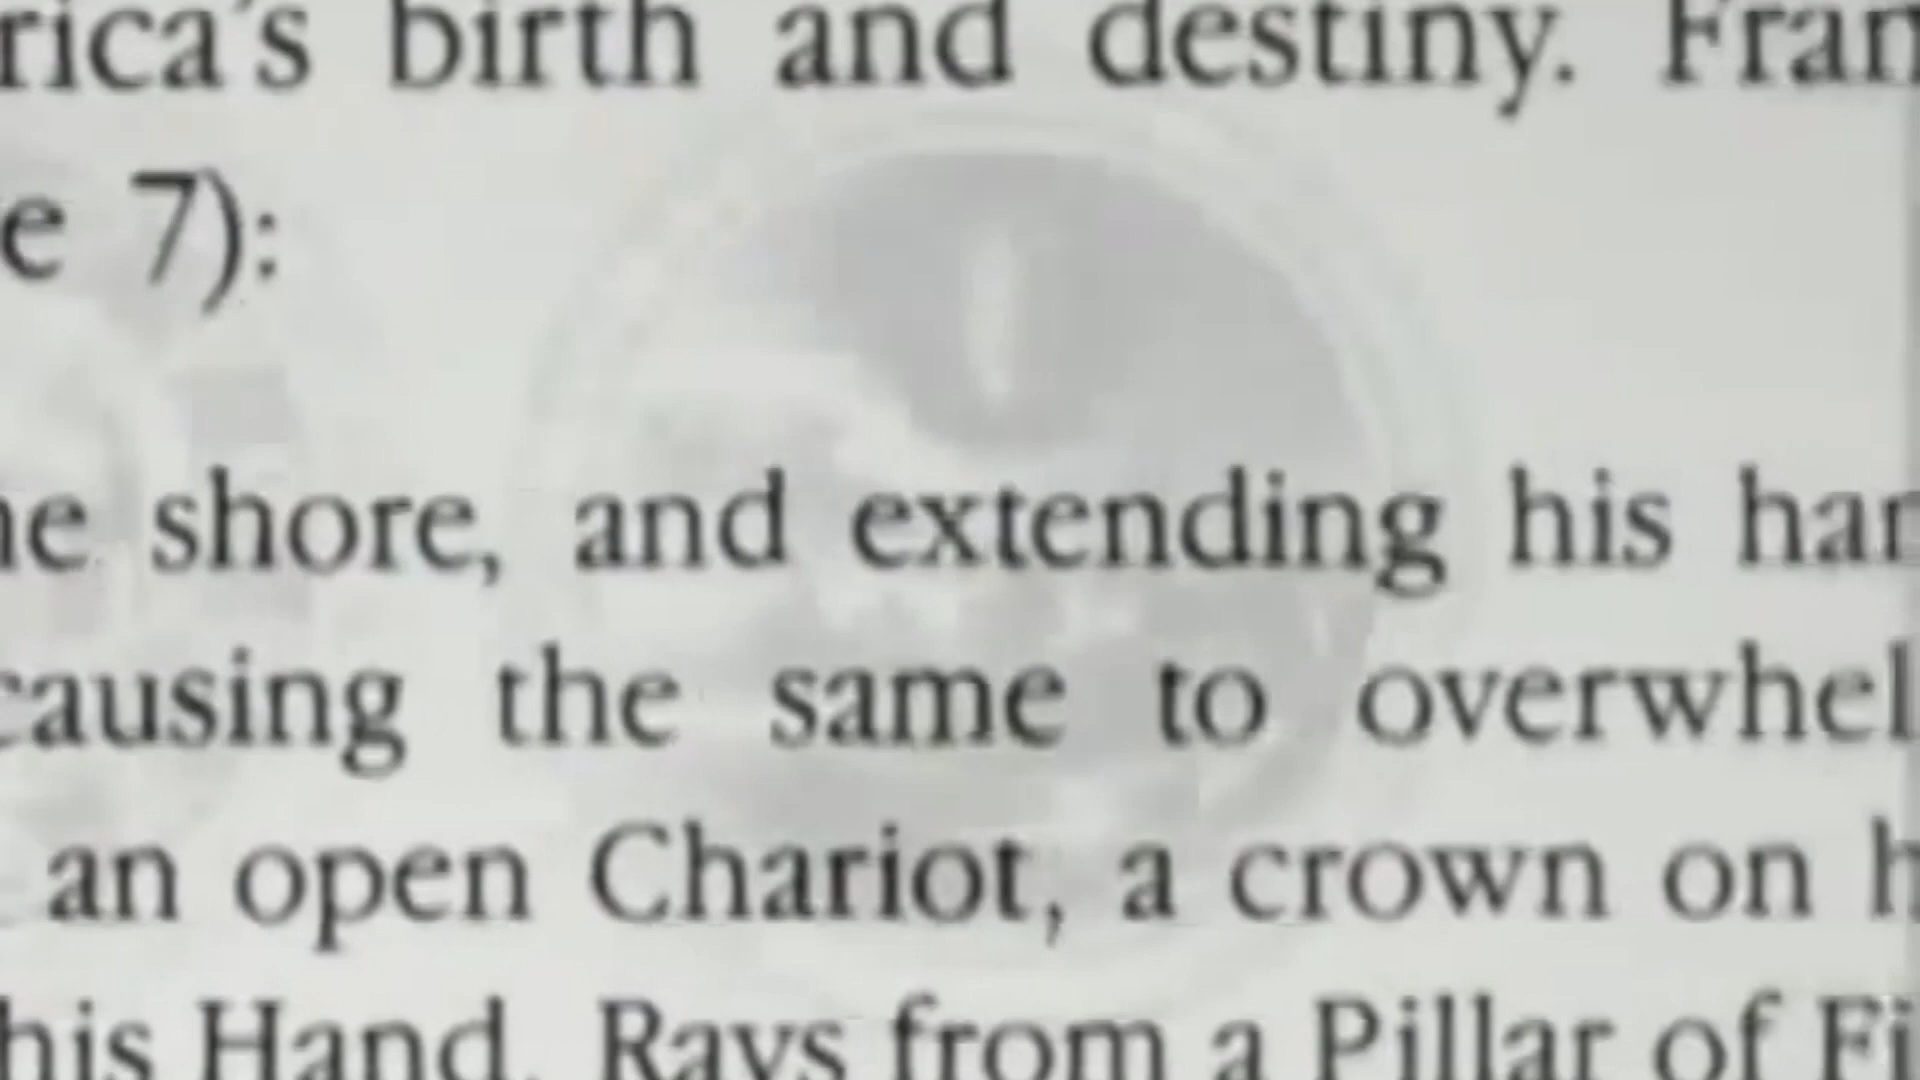 rica's birth and destiny. Fran
e 7):
he shore, and extending his han
causing the same to overwhel
an open Chariot, a crown on h
his Hand. Rays from a Pillar of Fi